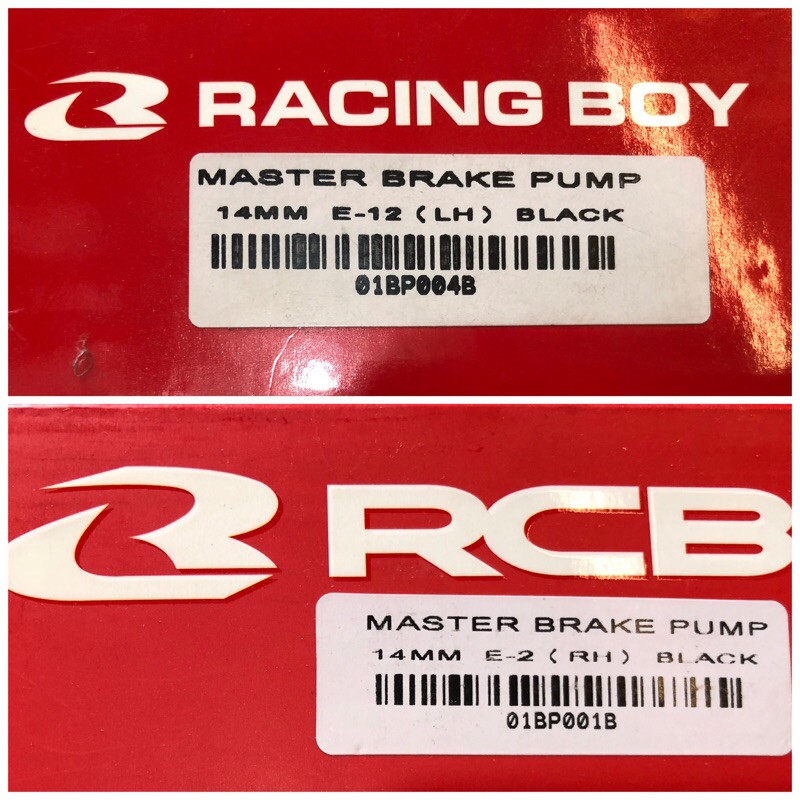 RACING BOY
MASTER BRAKE PUMP
14MM E-12 (LH) BLACK
01BP004B
RCB
MASTER BRAKE PUMP
14MM E-2 (RH) BLACK
01BP001B